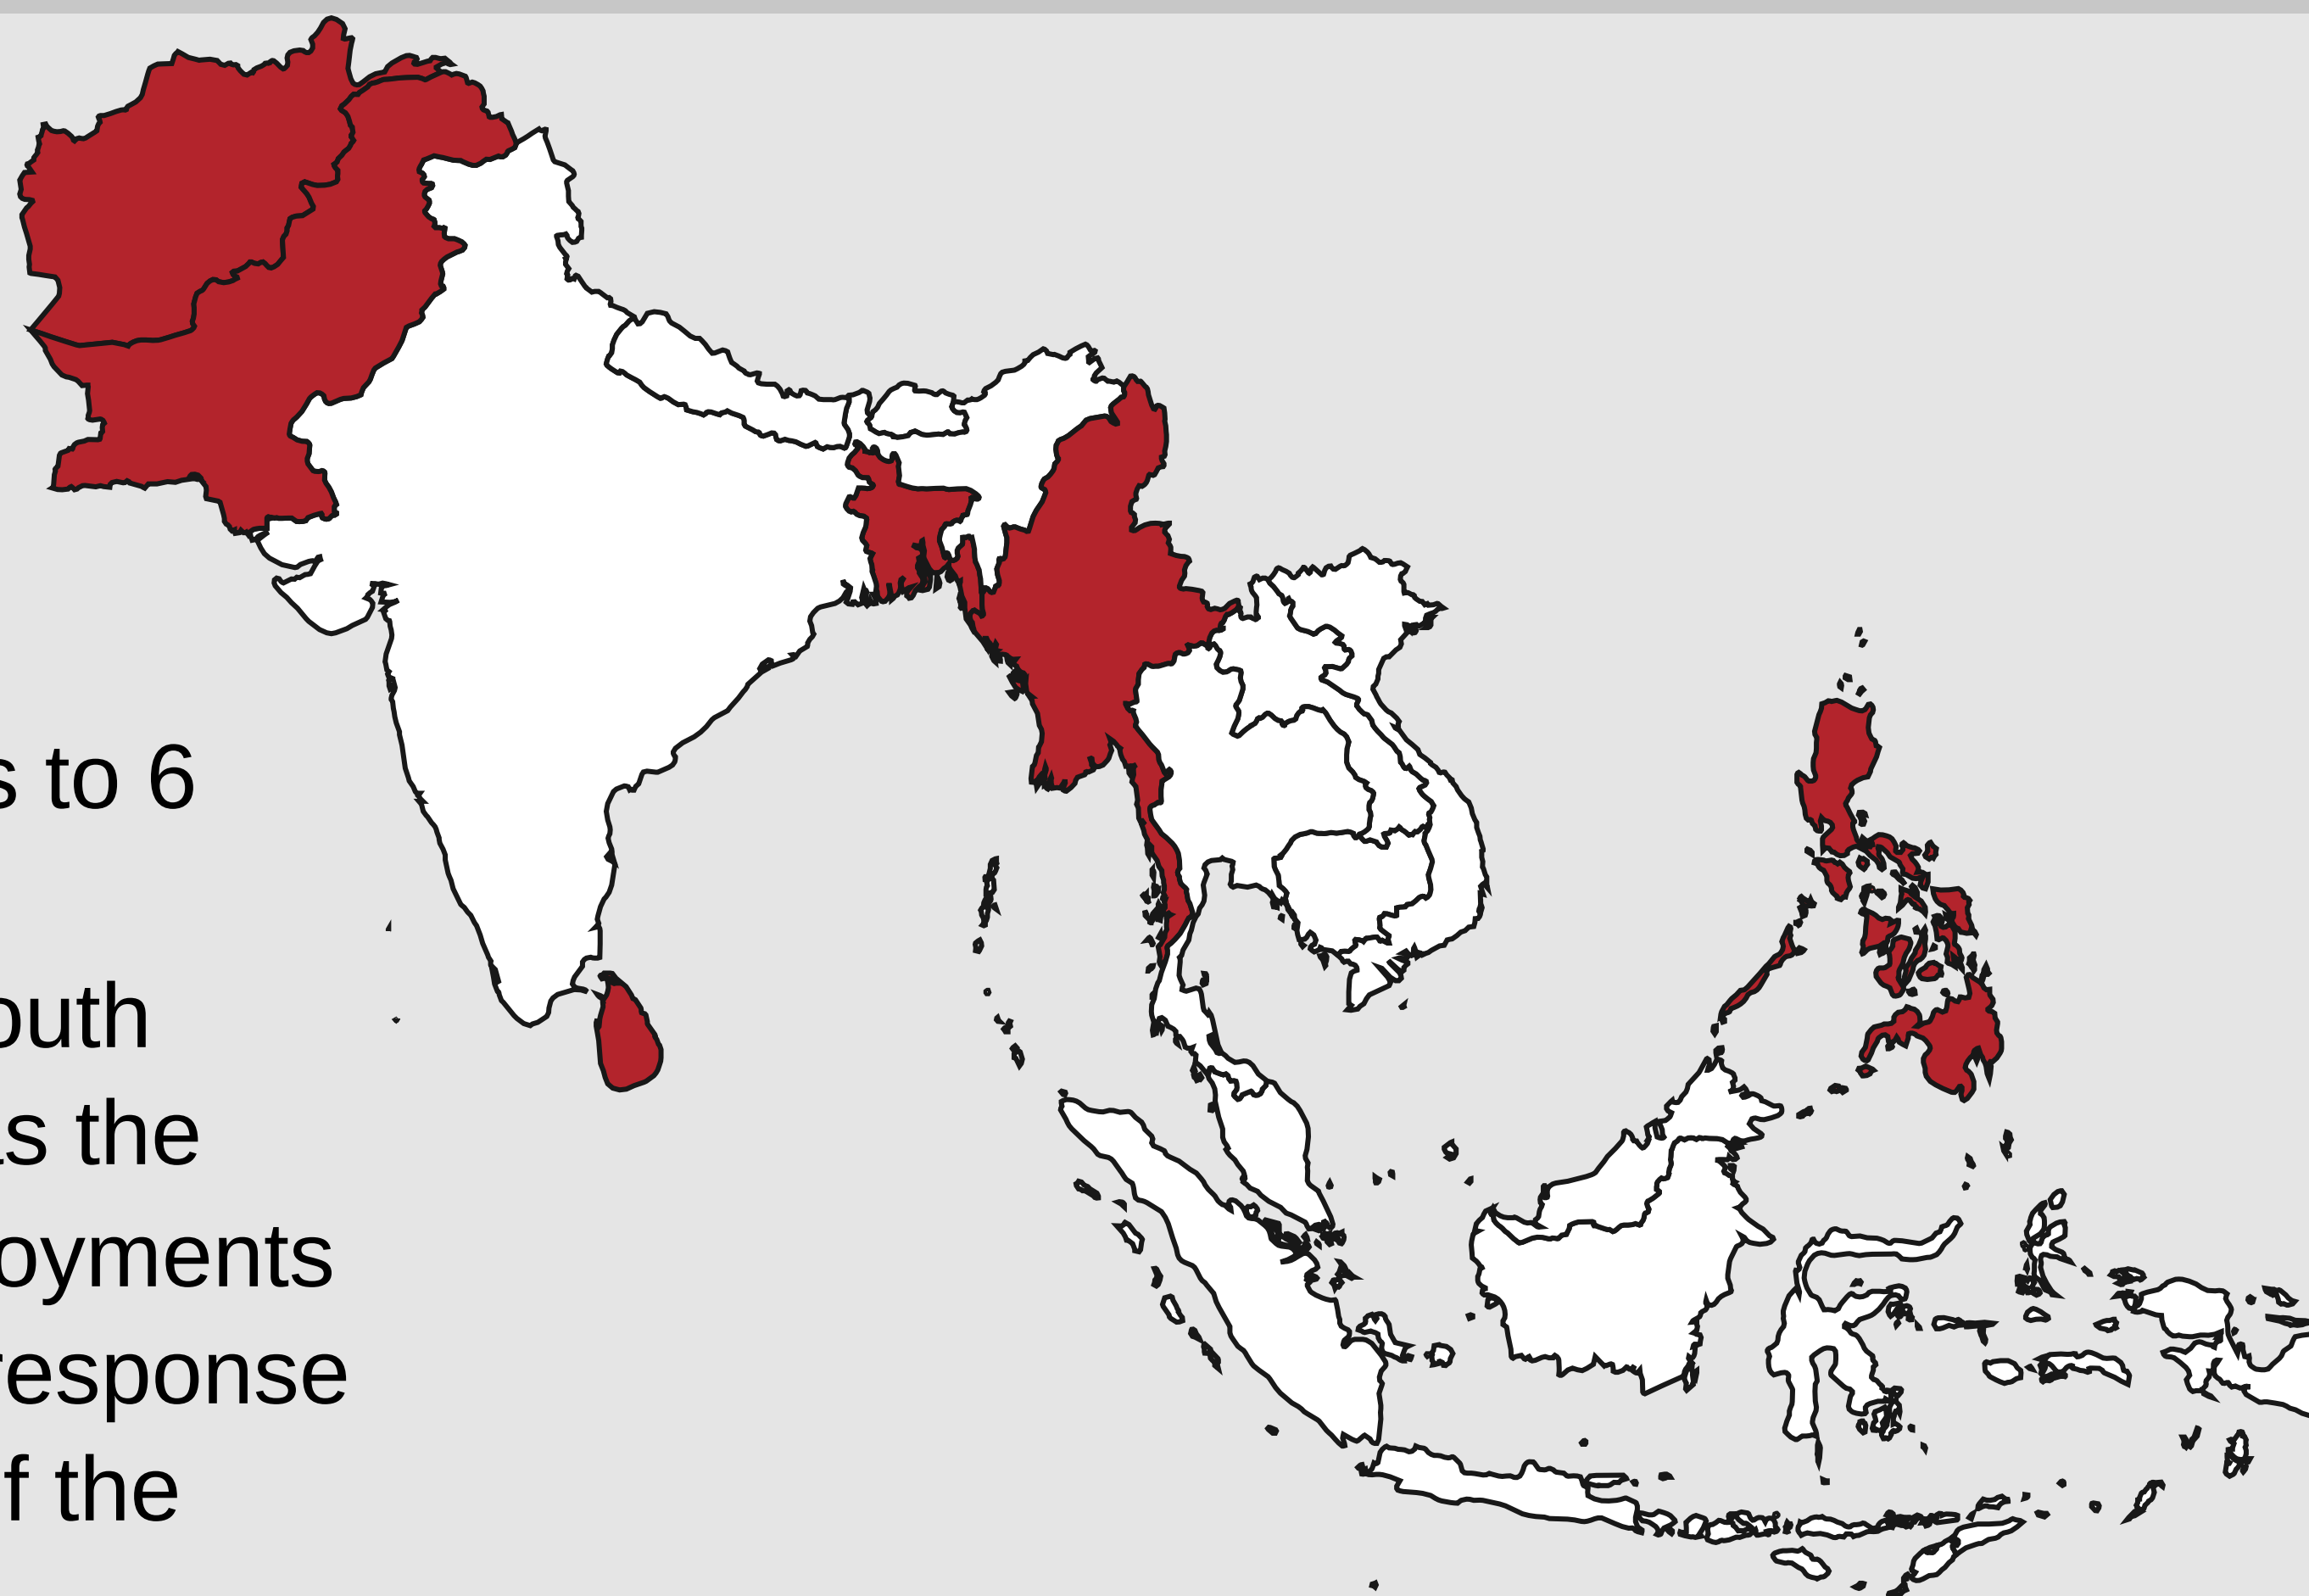 s to 6
outh
s the
oyments
response
f the